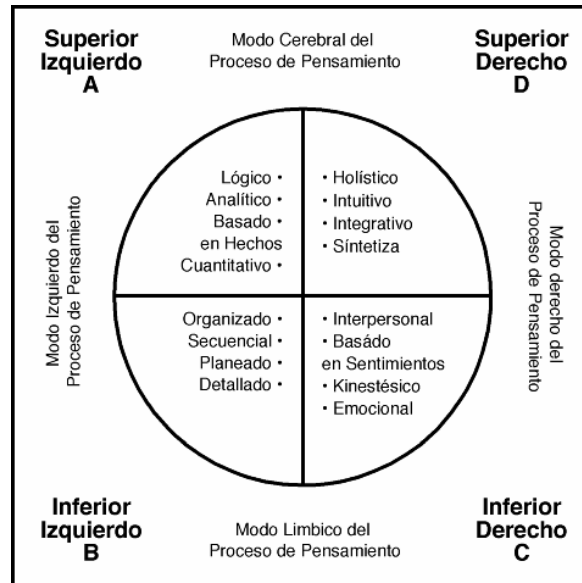 Superior
Izquierdo
A
Modo Cerebral del
Proceso de Pensamiento
Superior
Derecho
D
Modo Izquierdo del
Proceso de Pensamiento
Lógico •
Analítico •
Basado •
en Hechos
Cuantitativo •
• Holístico
• Intuitivo
• Integrativo
• Síntetiza
Modo derecho del
Proceso de Pensamiento
Organizado •
Secuencial •
Planeado •
Detallado •
• Interpersonal
• Basádo
en Sentimientos
• Kinestésico
• Emocional
Inferior
Izquierdo
B
Modo Limbico del
Proceso de Pensamiento
Inferior
Derecho
C